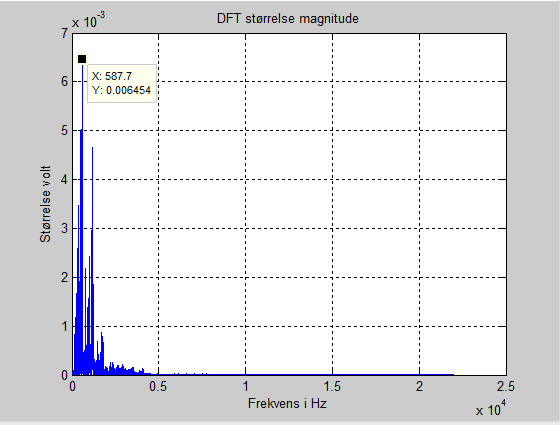 DFT størrelse magnitude
x 10^-3
7
6
5
4
3
2
1
0
X: 587.7
Y: 0.006454
Størrelse volt
0 0.5 1 1.5 2 2.5
Frekvens i Hz
x 10^4